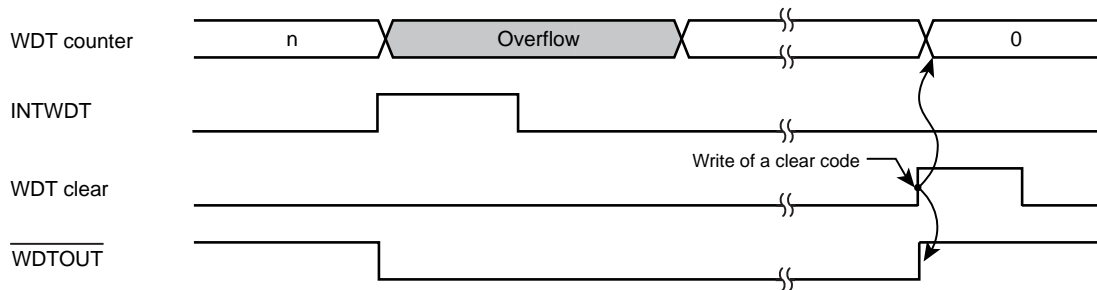 WDT counter
n
Overflow
0
INTWDT
Write of a clear code
WDT clear
WDTOUT